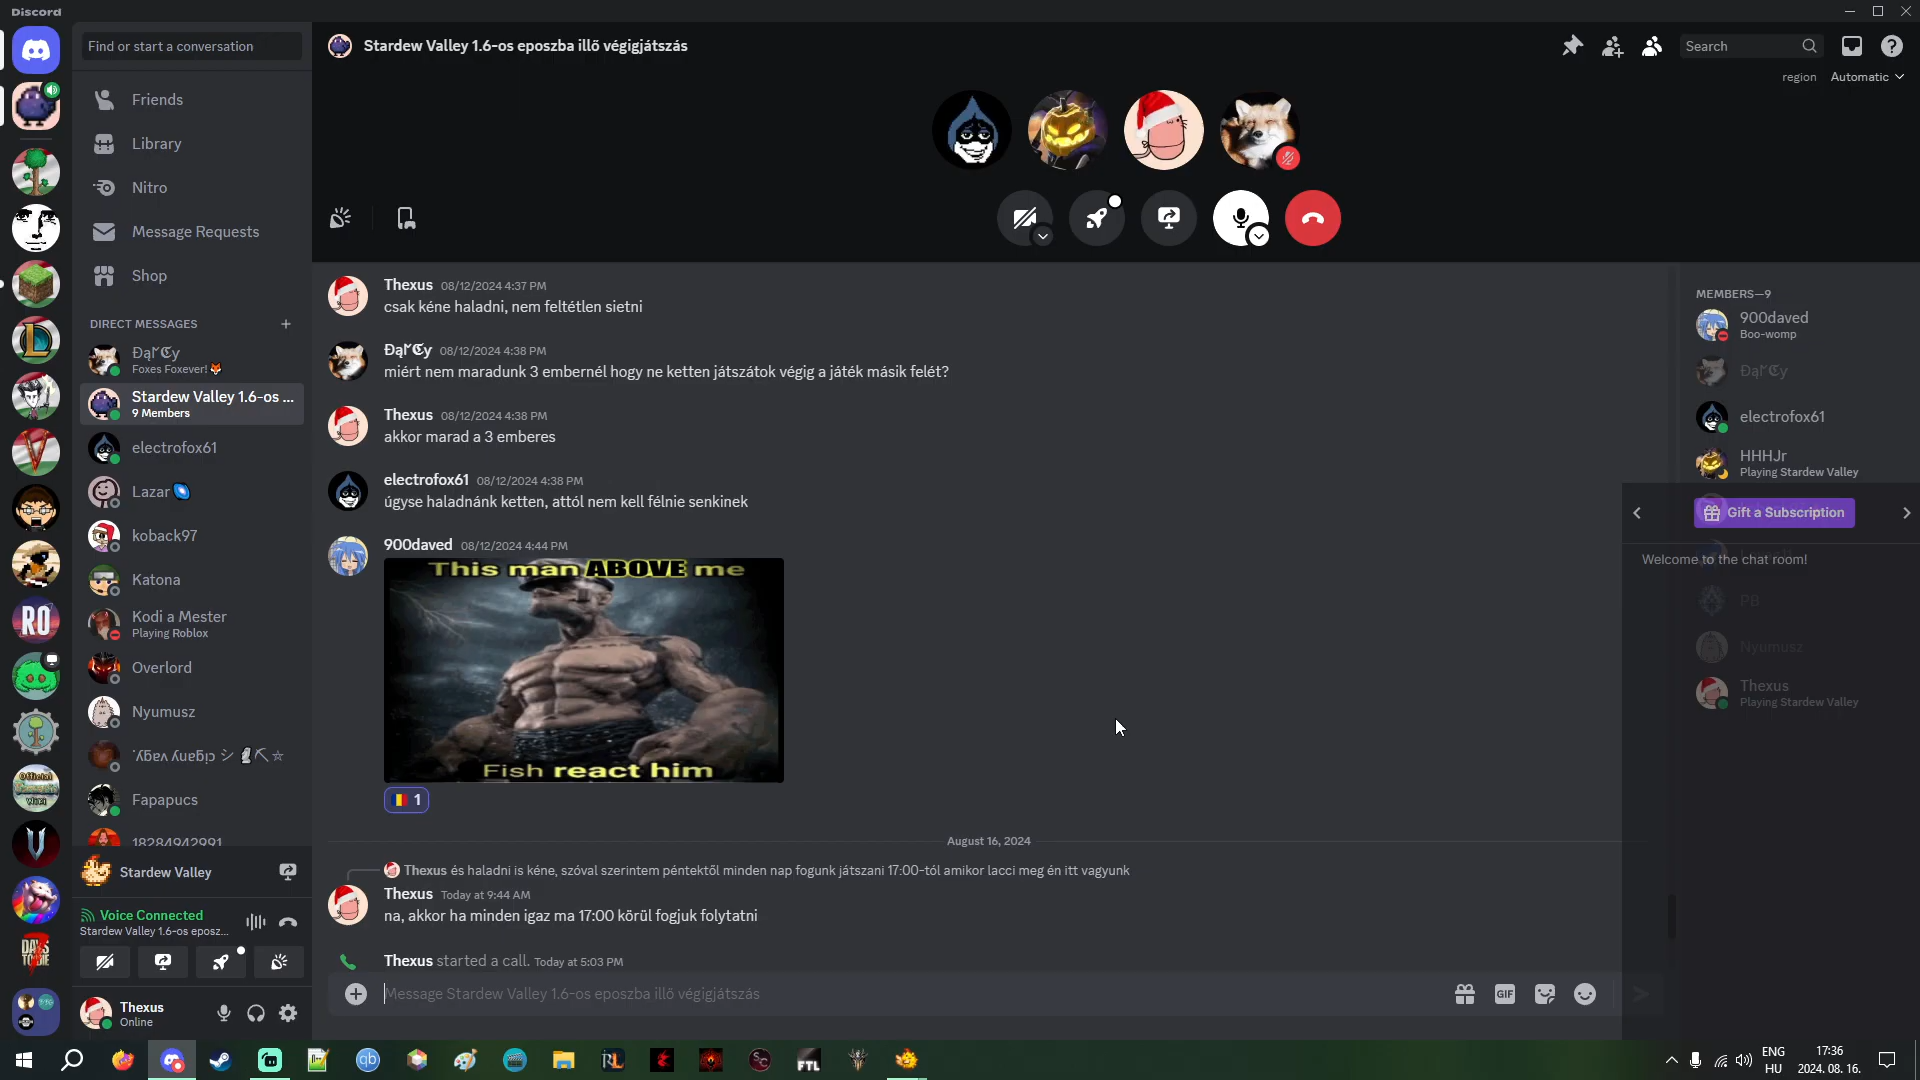 Discord
Find or start a conversation
Friends
Library
Nitro
Message Requests
Shop
DIRECT MESSAGES
Foxes Foxever! 🦊
Stardew Valley 1.6-os ...
9 Members
electrofox61
Lazar
koback97
Katona
Kodi a Mester
Playing Roblox
Overlord
Nyumusz
Fapapucs
18284942991
Stardew Valley
Voice Connected
Stardew Valley 1.6-os eposz...
Thexus
Online
Stardew Valley 1.6-os eposzba illő végigjátszás
Search
region Automatic
Thexus 08/12/2024 4:37 PM
csak kéne haladni, nem feltétlen sietni
08/12/2024 4:38 PM
miért nem maradunk 3 embernél hogy ne ketten játszátok végig a játék másik felét?
Thexus 08/12/2024 4:38 PM
akkor marad a 3 emberes
electrofox61 08/12/2024 4:38 PM
úgyse haladnánk ketten, attól nem kell félnie senkinek
900daved 08/12/2024 4:44 PM
This man ABOVE me
Fish react him
1
August 16, 2024
Thexus és haladni is kéne, szóval szerintem péntektől minden nap fogunk játszani 17:00-tól amikor lacci meg én itt vagyunk
Thexus Today at 9:44 AM
na, akkor ha minden igaz ma 17:00 körül fogjuk folytatni
Thexus started a call. Today at 5:03 PM
Message Stardew Valley 1.6-os eposzba illő végigjátszás
GIF
MEMBERS—9
900daved
Boo-womp
electrofox61
HHHJr
Playing Stardew Valley
Gift a Subscription
Welcome to the chat room!
PB
Nyumusz
Thexus
Playing Stardew Valley
RO
FTL
ENG
HU
17:36
2024. 08. 16.